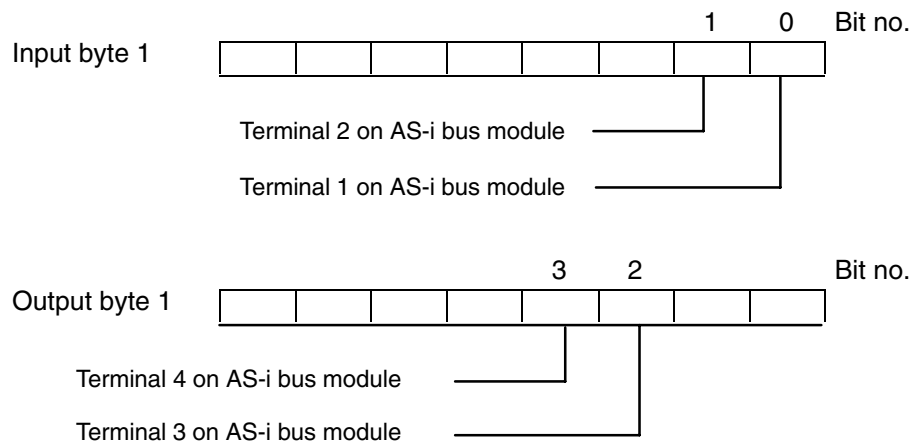 1 0 Bit no.
Input byte 1
Terminal 2 on AS-i bus module
Terminal 1 on AS-i bus module
3 2 Bit no.
Output byte 1
Terminal 4 on AS-i bus module
Terminal 3 on AS-i bus module